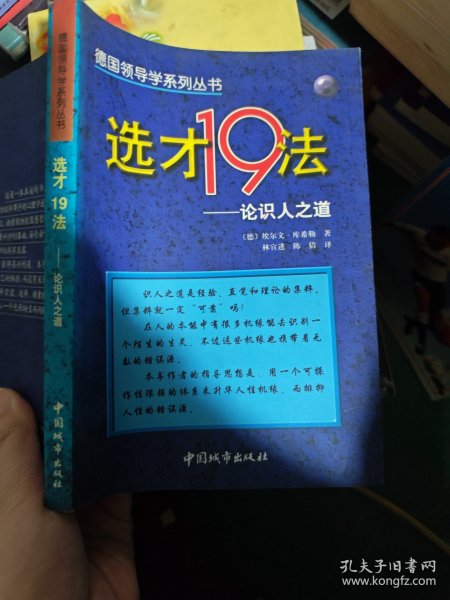 德国领导学系列丛书
选才19法
——论识人之道
〔德〕埃尔文·库希勒 著
林宣进 陈倩 译
识人之道是经验、直觉和理论的集粹,
但集粹就一定“可靠”吗?
在人的本能中有很多机缘能去识别一
个陌生的生灵,不过这些机缘也携带着无
数的错误源。
本书作者的指导思想是:用一个可操
作性很强的体系来升华人性机缘,而排抑
人性的错误源。
中国城市出版社
德国领导学系列丛书
选才19法
——论识人之道
中国城市出版社
孔夫子旧书网
www.kongfz.com